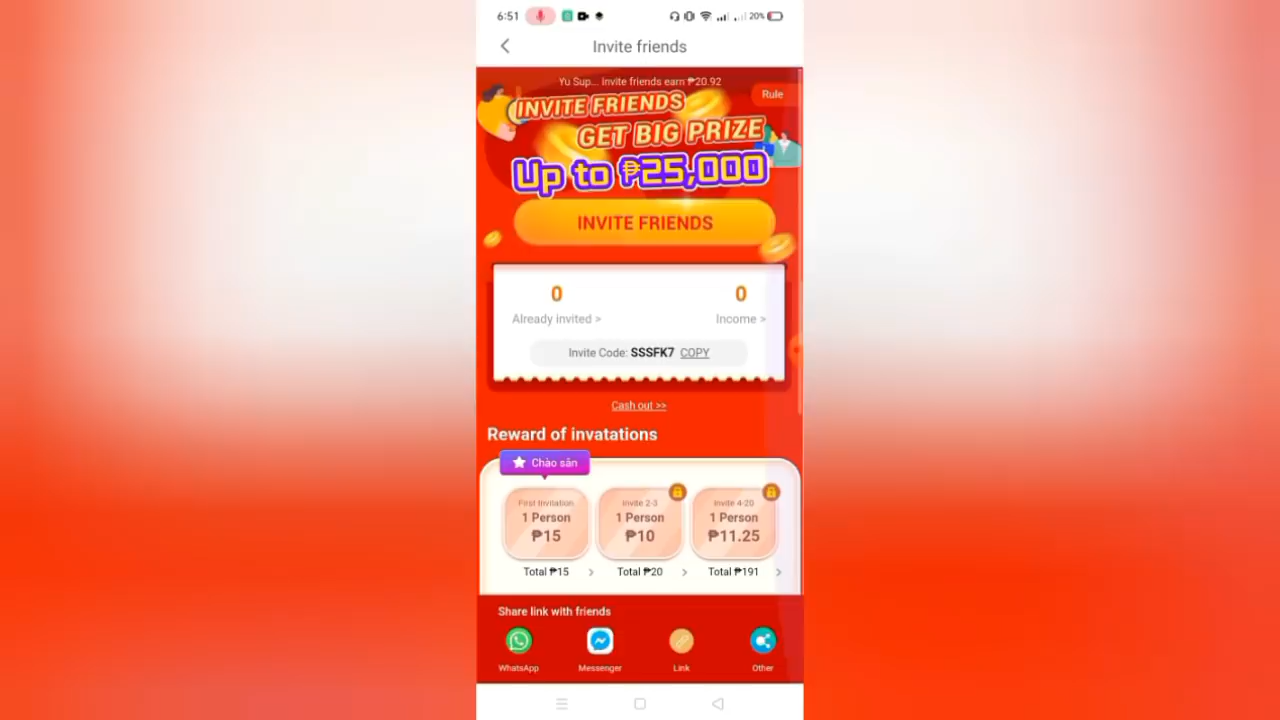 6:51
20%
Invite friends
Yu Sup... Invite friends earn ₱20.92
Rule
INVITE FRIENDS
GET BIG PRIZE
Up to ₱25,000
INVITE FRIENDS
0 0
Already invited > Income >
Invite Code: SSSFK7 COPY
Cash out >>
Reward of invatations
Chào sân
First Invitation Invite 2-3 Invite 4-20
1 Person 1 Person 1 Person
₱15 ₱10 ₱11.25
Total ₱15 > Total ₱20 > Total ₱191 >
Share link with friends
WhatsApp Messenger Link Other